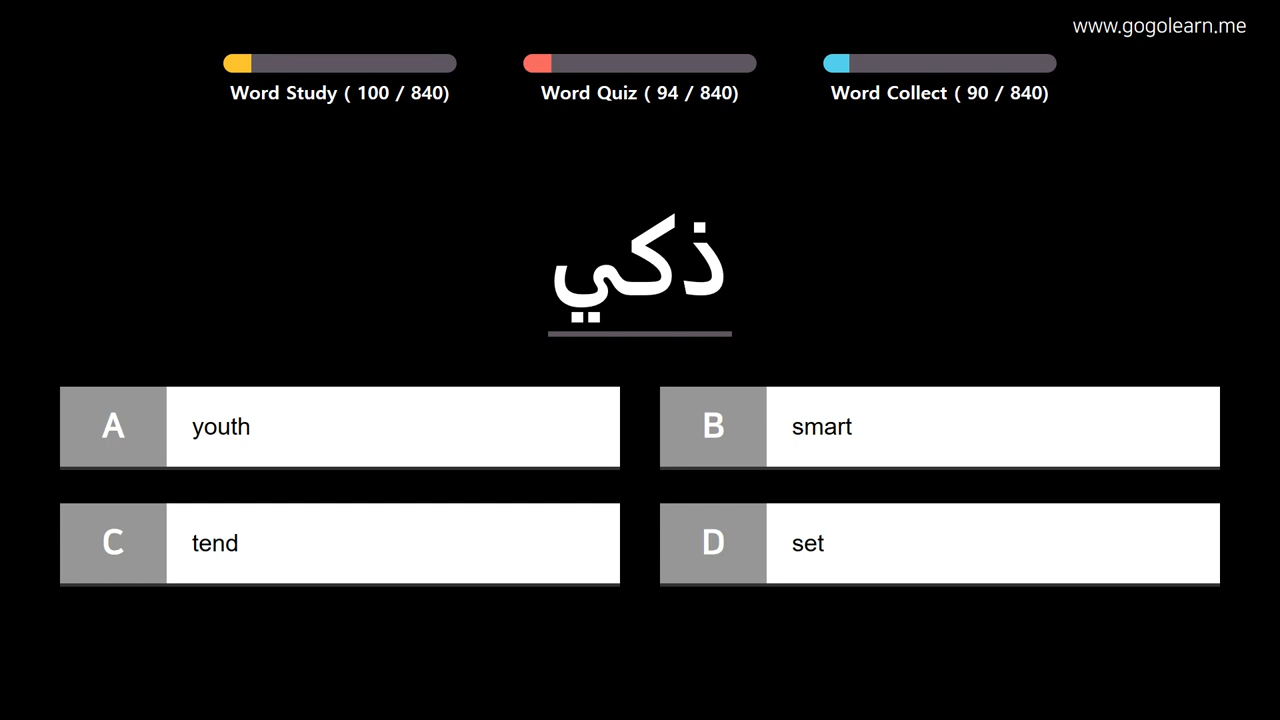 www.gogolearn.me
Word Study ( 100 / 840)
Word Quiz ( 94 / 840)
Word Collect ( 90 / 840)
ذكي
A youth
B smart
C tend
D set